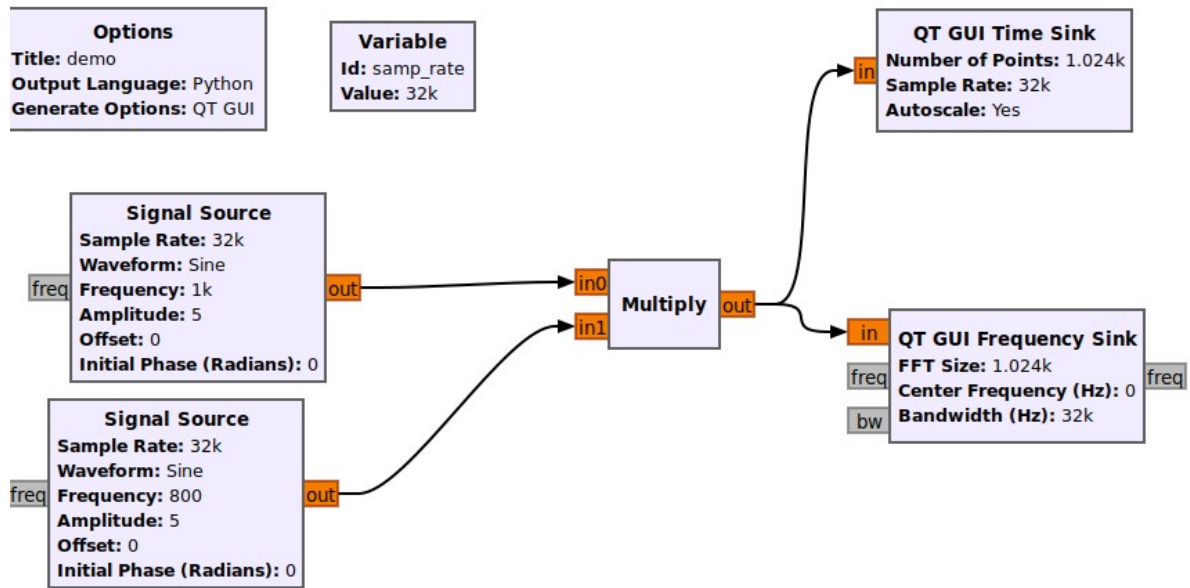 Options
Title: demo
Output Language: Python
Generate Options: QT GUI
Variable
Id: samp_rate
Value: 32k
QT GUI Time Sink
in
Number of Points: 1.024k
Sample Rate: 32k
Autoscale: Yes
Signal Source
Sample Rate: 32k
Waveform: Sine
freq
Frequency: 1k
out
Amplitude: 5
Offset: 0
Initial Phase (Radians): 0
in0
in1
Multiply
out
in
QT GUI Frequency Sink
FFT Size: 1.024k
freq
Center Frequency (Hz): 0
freq
bw
Bandwidth (Hz): 32k
Signal Source
Sample Rate: 32k
Waveform: Sine
freq
Frequency: 800
out
Amplitude: 5
Offset: 0
Initial Phase (Radians): 0